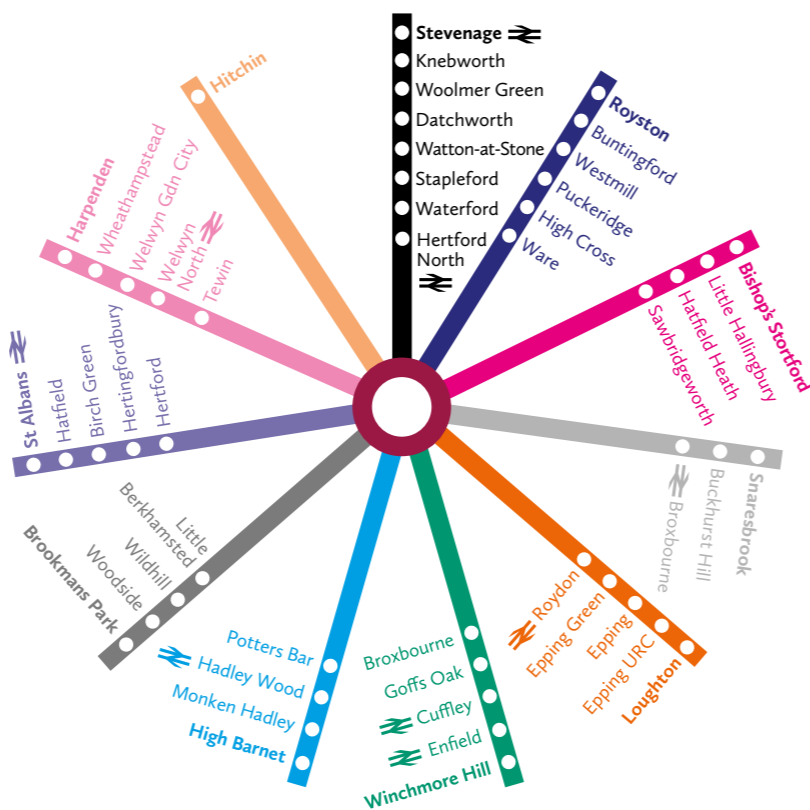 Stevenage
Knebworth
Woolmer Green
Datchworth
Watton-at-Stone
Stapleford
Waterford
Hertford
North
Royston
Buntingford
Westmill
Puckeridge
High Cross
Ware
Bishop's Stortford
Little Hallingbury
Hatfield Heath
Sawbridgeworth
Snaresbrook
Buckhurst Hill
Broxbourne
Roydon
Epping Green
Epping
Epping URC
Loughton
Broxbourne
Goffs Oak
Cuffley
Enfield
Winchmore Hill
Potters Bar
Hadley Wood
Monken Hadley
High Barnet
Little
Berkhamsted
Wildhill
Woodside
Brookmans Park
St Albans
Hatfield
Birch Green
Hertingfordbury
Hertford
Harpenden
Wheathampstead
Welwyn Gdn City
Welwyn
North
Tewin
Hitchin